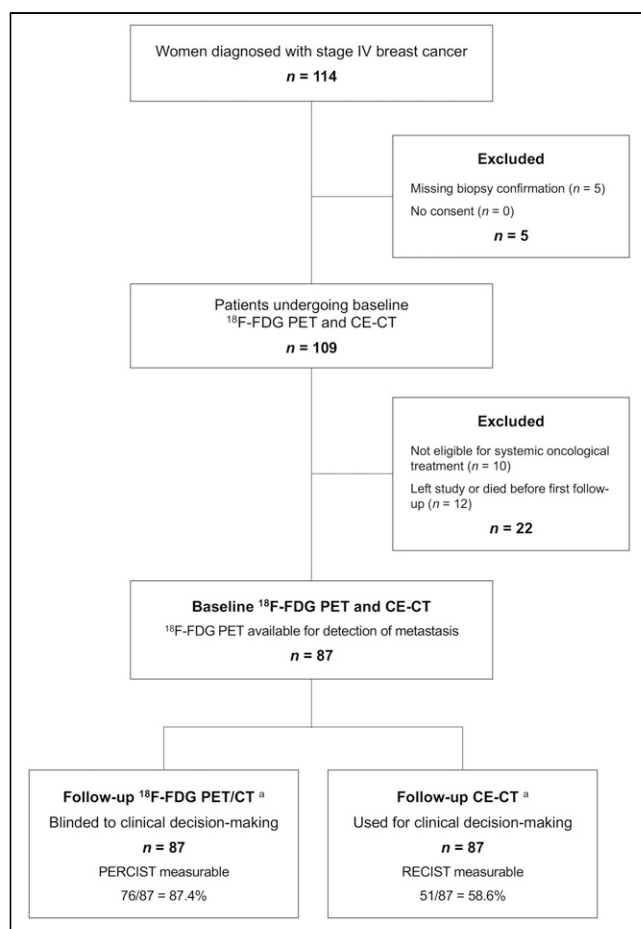 Women diagnosed with stage IV breast cancer
n = 114
Excluded
Missing biopsy confirmation (n = 5)
No consent (n = 0)
n = 5
Patients undergoing baseline
¹⁸F-FDG PET and CE-CT
n = 109
Excluded
Not eligible for systemic oncological
treatment (n = 10)
Left study or died before first follow-
up (n = 12)
n = 22
Baseline ¹⁸F-FDG PET and CE-CT
¹⁸F-FDG PET available for detection of metastasis
n = 87
Follow-up ¹⁸F-FDG PET/CT ᵃ
Blinded to clinical decision-making
n = 87
PERCIST measurable
76/87 = 87.4%
Follow-up CE-CT ᵃ
Used for clinical decision-making
n = 87
RECIST measurable
51/87 = 58.6%